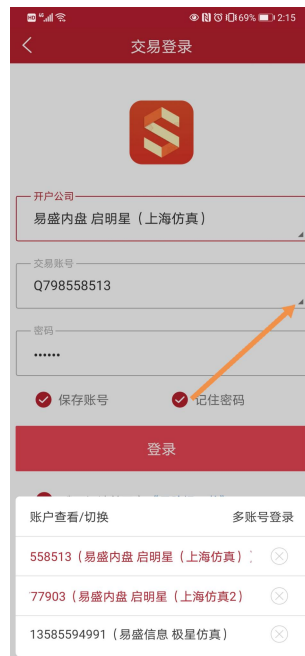 69% 2:15
交易登录
开户公司
易盛内盘 启明星（上海仿真）
交易账号
Q798558513
密码
••••••
保存账号 记住密码
登录
账户查看/切换 多账号登录
558513（易盛内盘 启明星（上海仿真）
77903（易盛内盘 启明星（上海仿真2）
13585594991（易盛信息 极星仿真）